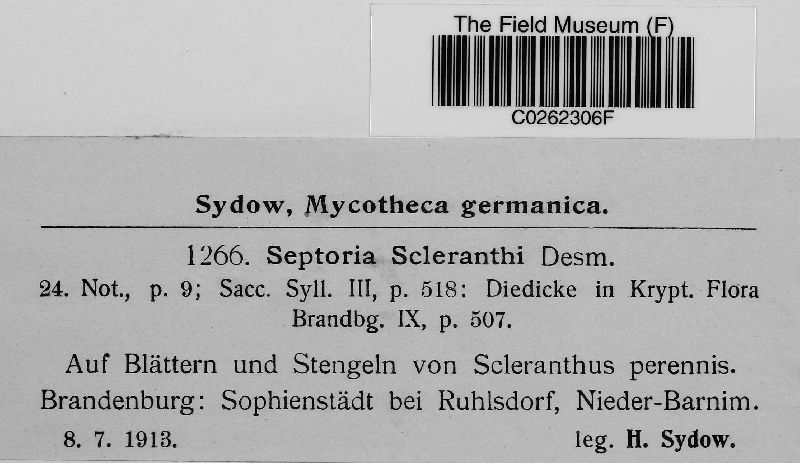 The Field Museum (F)
C0262306F
Sydow, Mycotheca germanica.
1266. Septoria Scleranthi Desm.
24. Not., p. 9; Sacc. Syll. III, p. 518: Diedicke in Krypt. Flora
Brandbg. IX, p. 507.
Auf Blättern und Stengeln von Scleranthus perennis.
Brandenburg: Sophienstädt bei Ruhlsdorf, Nieder-Barnim.
8. 7. 1913. leg. H. Sydow.